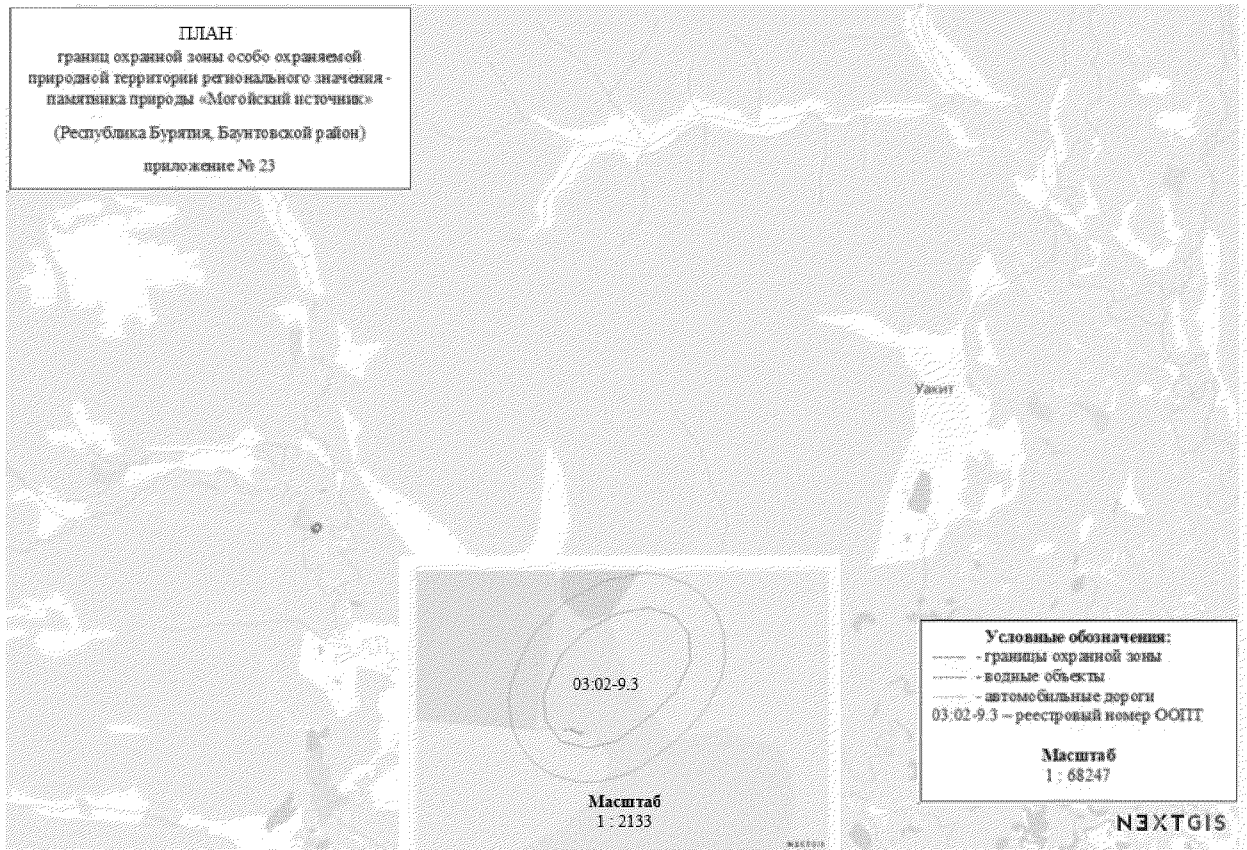 ПЛАН
границ охранной зоны особо охраняемой
природной территории регионального значения -
памятника природы «Могойский источник»
(Республика Бурятия, Баунтовской район)
приложение № 23
Уакит
03:02-9.3
Масштаб
1 : 2133
NEXTGIS
Условные обозначения:
- границы охранной зоны
- водные объекты
- автомобильные дороги
03:02-9.3 – реестровый номер ООПТ
Масштаб
1 : 68247
NEXTGIS